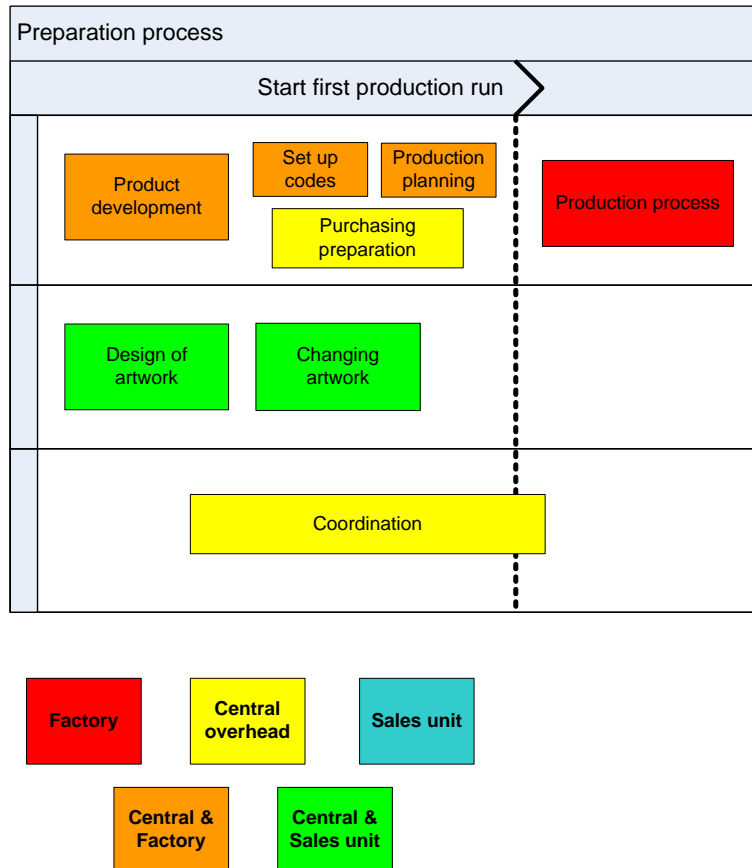 Preparation process
Start first production run
Product
development
Set up
codes
Production
planning
Purchasing
preparation
Production process
Design of
artwork
Changing
artwork
Coordination
Factory
Central
overhead
Sales unit
Central &
Factory
Central &
Sales unit